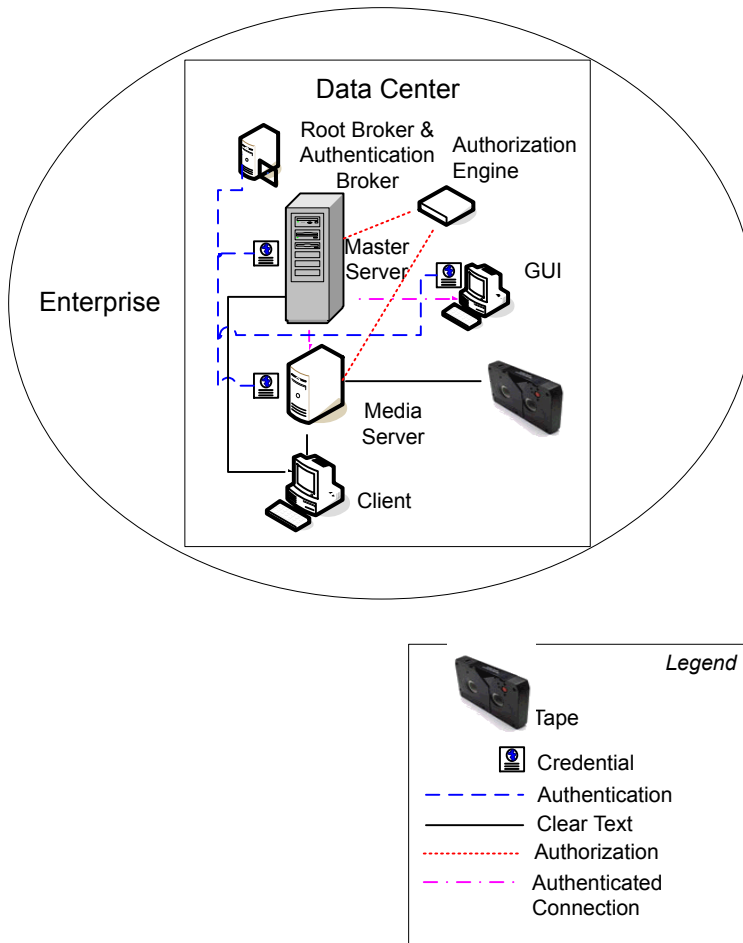 Data Center
Root Broker &
Authentication
Broker
Authorization
Engine
Master
Server
GUI
Enterprise
Media
Server
Client
Legend
Tape
Credential
Authentication
Clear Text
Authorization
Authenticated
Connection